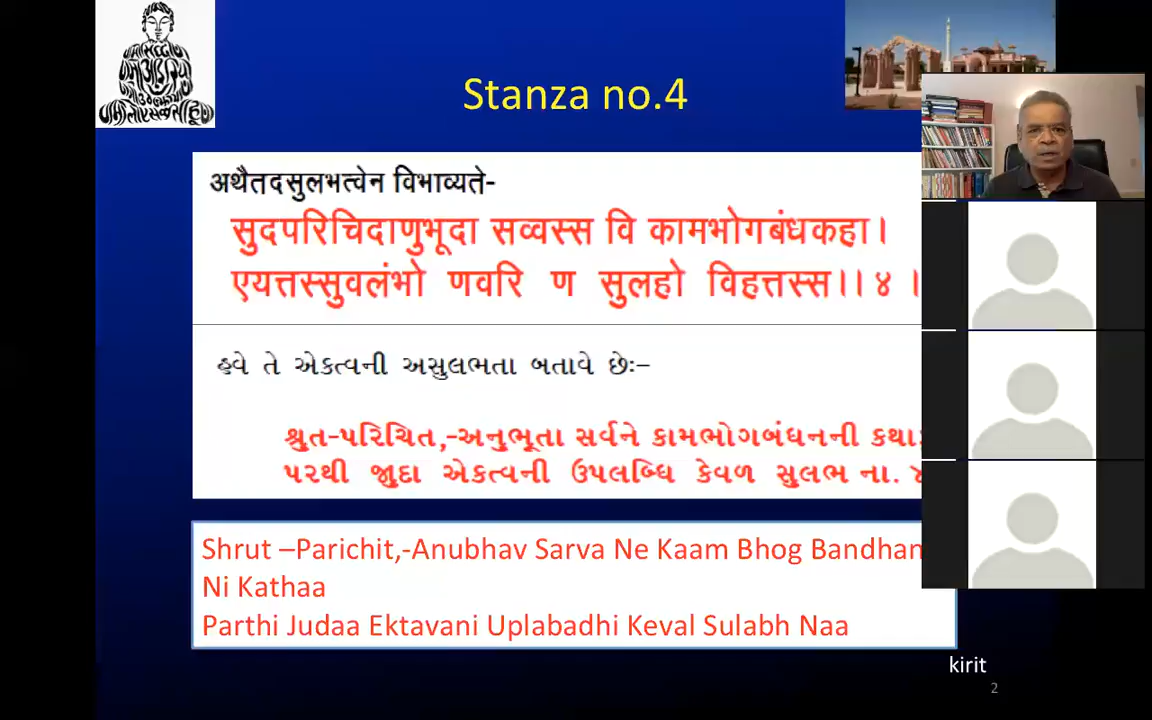 Stanza no.4
अथैतदसुलभत्वेन विभाव्यते-
सुदपरिचिदाणुभूदा सव्वस्स वि कामभोगबंधकहा।
एयत्तस्सुवलंभो णवरि ण सुलहो विहत्तस्स।। ४ ।
હવે તે એકત્વની અસુલભતા બતાવે છેઃ-
શ્રુત-પરિચિત,-અનુભૂતા સર્વને કામભોગબંધનની કથા
પરથી જુદા એકત્વની ઉપલબ્ધિ કેવળ સુલભ ના. ૪
Shrut –Parichit,-Anubhav Sarva Ne Kaam Bhog Bandhan
Ni Kathaa
Parthi Judaa Ektavani Uplabadhi Keval Sulabh Naa
kirit
2